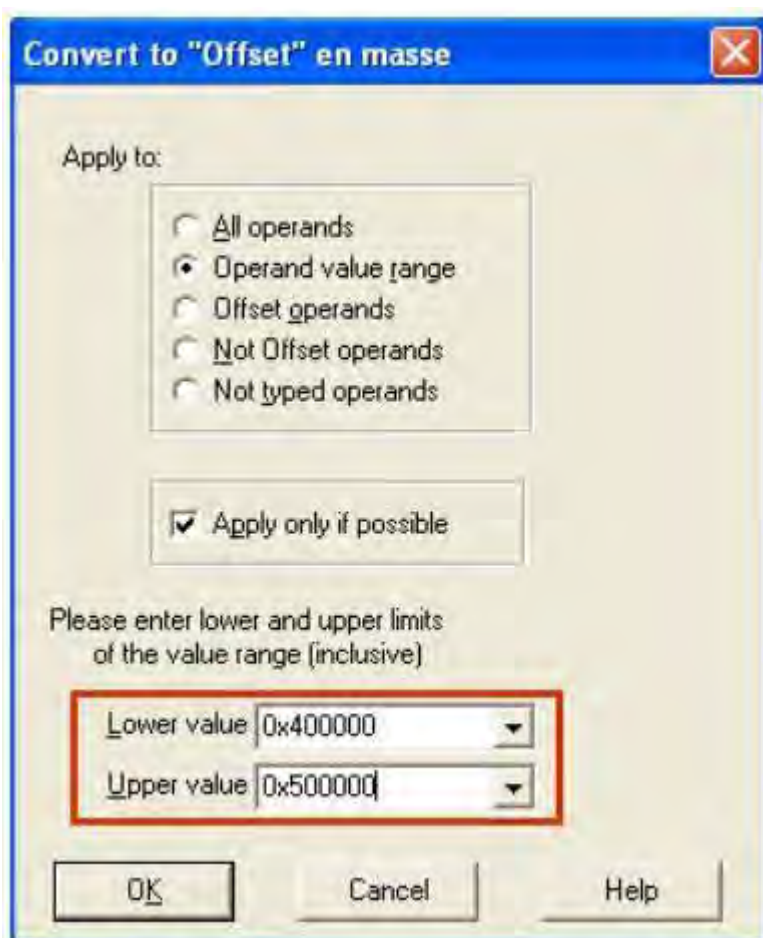 Convert to "Offset" en masse
Apply to:
All operands
Operand value range
Offset operands
Not Offset operands
Not typed operands
Apply only if possible
Please enter lower and upper limits
of the value range (inclusive)
Lower value 0x400000
Upper value 0x500000
OK Cancel Help